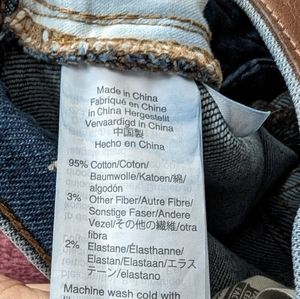 Made in China
Fabriqué en Chine
in China Hergestellt
Vervaardigd in China
中国製
Hecho en China
95% Cotton/Coton/
Baumwolle/Katoen/綿/
algodón
3% Other Fiber/Autre Fibre/
Sonstige Faser/Andere
Vezel/その他の繊維/otra
fibra
2% Elastane/Élasthanne/
Elastan/Elastaan/エラス
テーン/elastano
Machine wash cold with